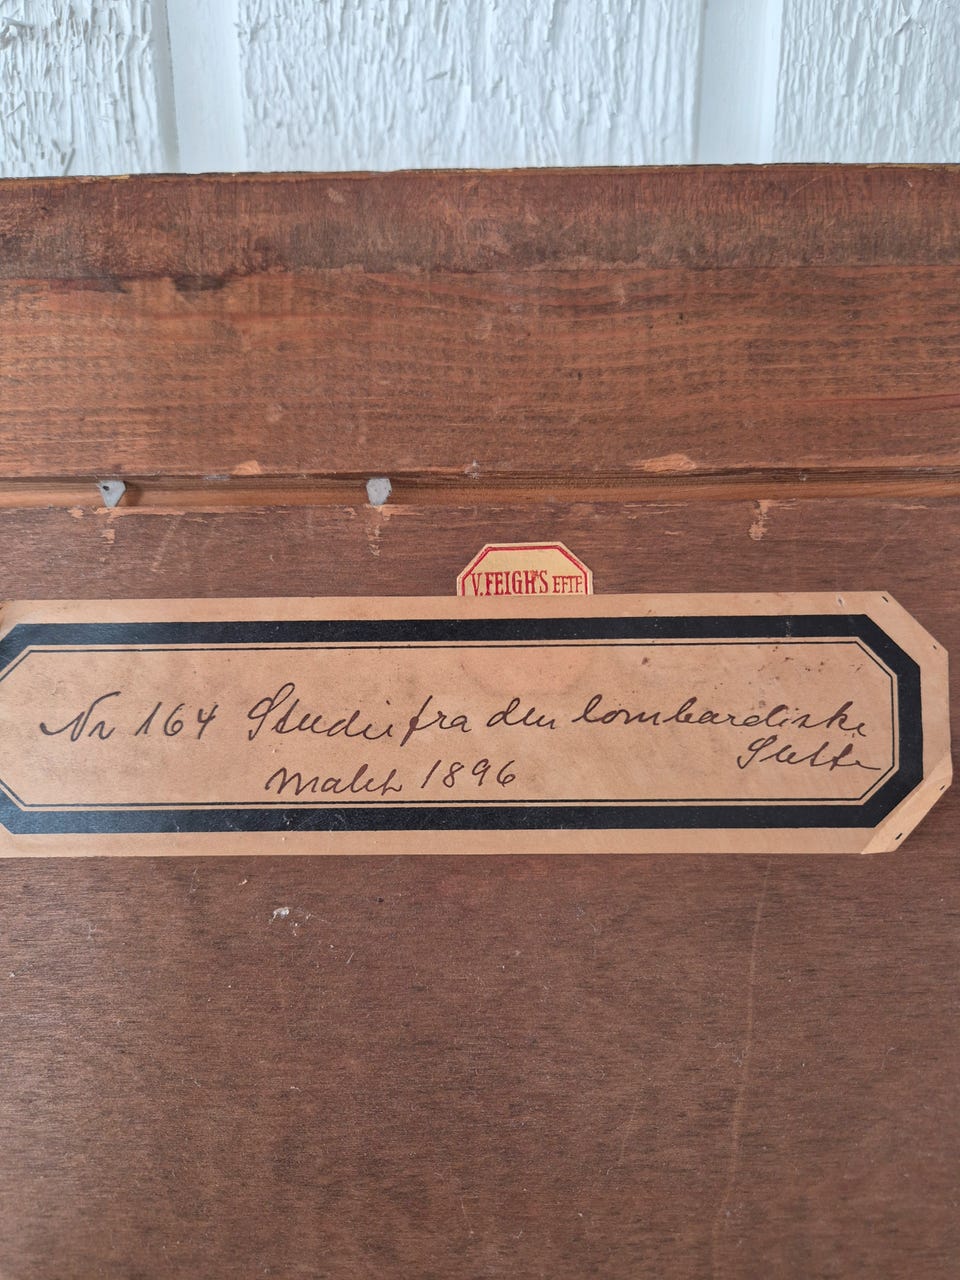 V. FEIGH'S EFTF.
Nr 164 Studie fra den lombardiske
Slette
Malet 1896